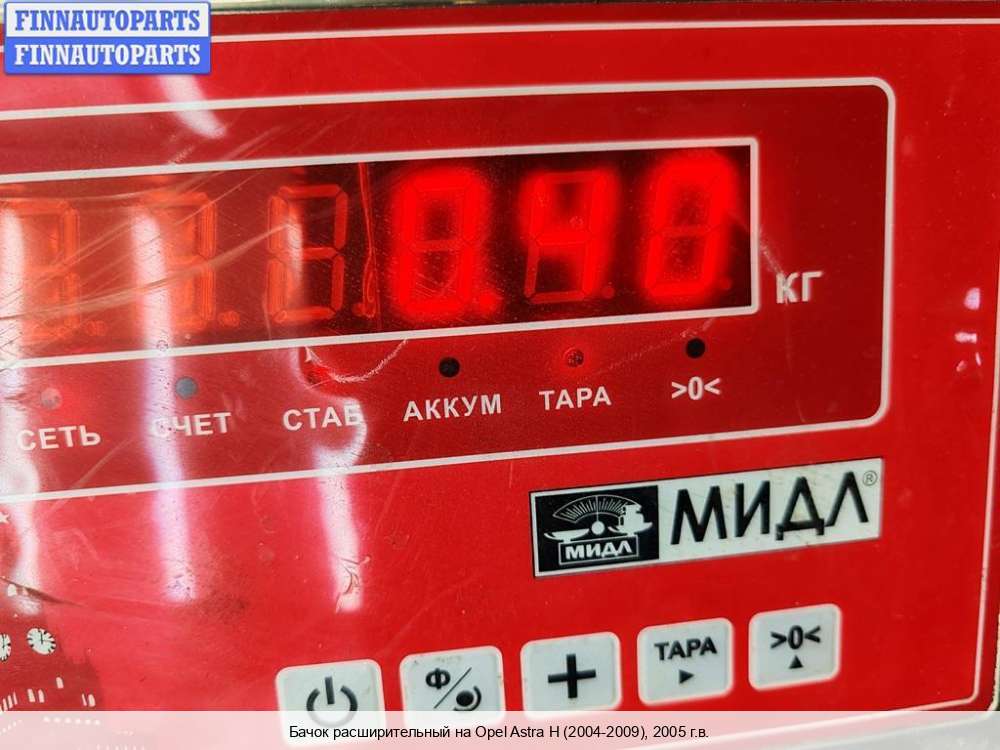 FINNAUTOPARTS
FINNAUTOPARTS
0.40
КГ
СЕТЬ СЧЕТ СТАБ АККУМ ТАРА >0<
МИДЛ МИДЛ®
Ф ТАРА >0<
Бачок расширительный на Opel Astra H (2004-2009), 2005 г.в.